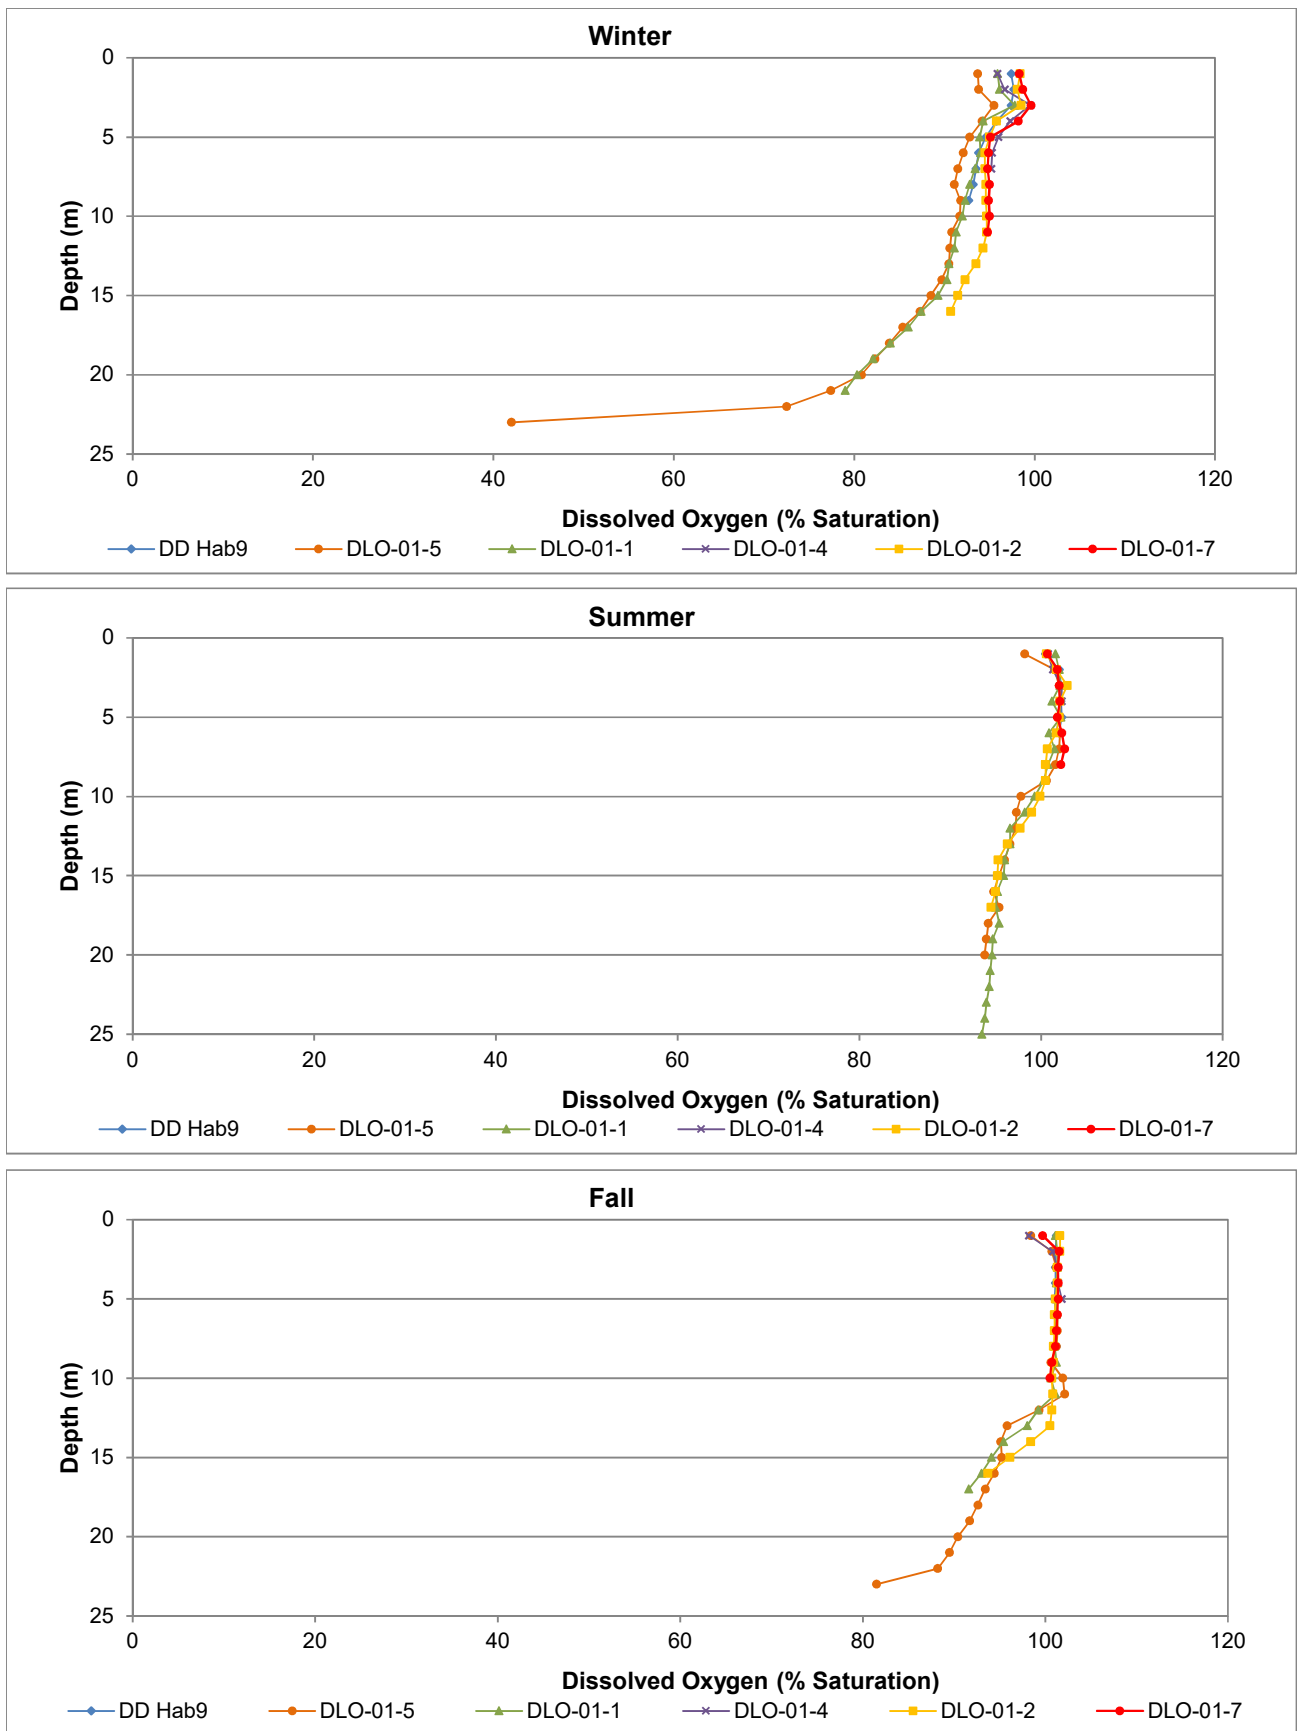 Winter
0
5
10
15
20
25
Depth (m)
0 20 40 60 80 100 120
Dissolved Oxygen (% Saturation)
DD Hab9 DLO-01-5 DLO-01-1 DLO-01-4 DLO-01-2 DLO-01-7
Summer
0
5
10
15
20
25
Depth (m)
0 20 40 60 80 100 120
Dissolved Oxygen (% Saturation)
DD Hab9 DLO-01-5 DLO-01-1 DLO-01-4 DLO-01-2 DLO-01-7
Fall
0
5
10
15
20
25
Depth (m)
0 20 40 60 80 100 120
Dissolved Oxygen (% Saturation)
DD Hab9 DLO-01-5 DLO-01-1 DLO-01-4 DLO-01-2 DLO-01-7